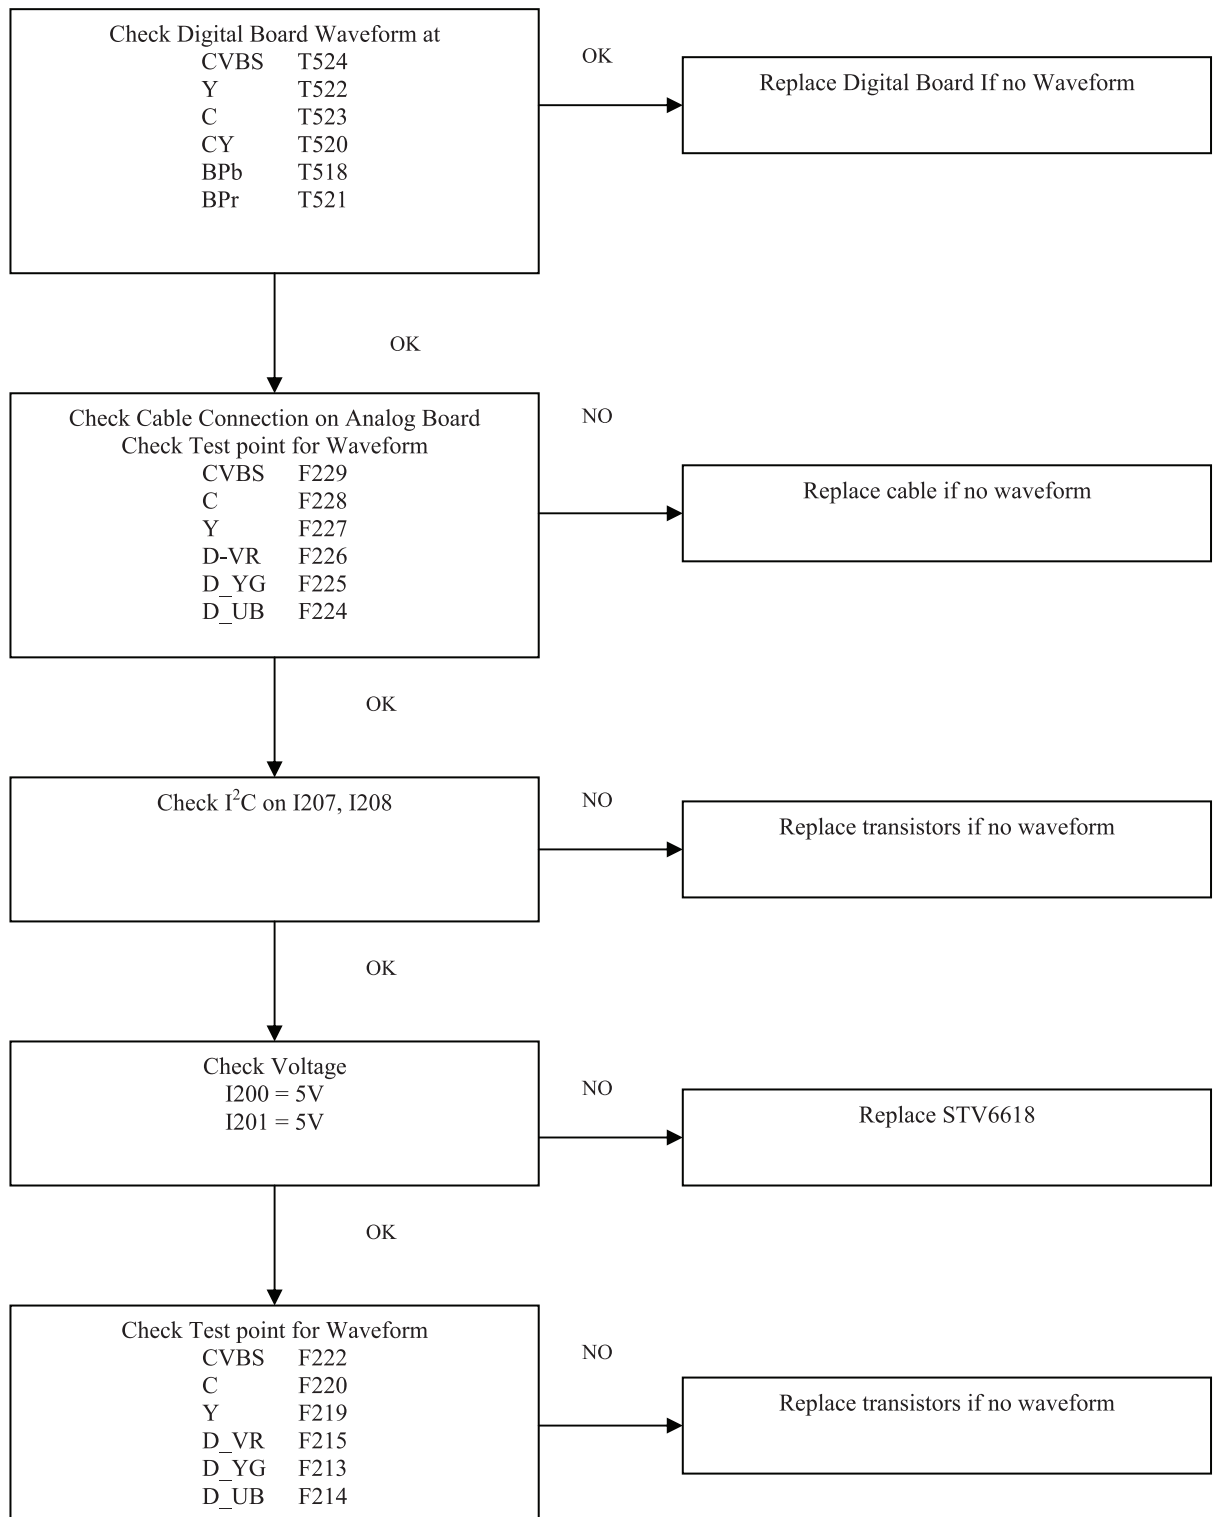 Check Digital Board Waveform at
CVBS T524
Y T522
C T523
CY T520
BPb T518
BPr T521
OK
Replace Digital Board If no Waveform
OK
Check Cable Connection on Analog Board
Check Test point for Waveform
CVBS F229
C F228
Y F227
D-VR F226
D_YG F225
D_UB F224
NO
Replace cable if no waveform
OK
Check I²C on I207, I208
NO
Replace transistors if no waveform
OK
Check Voltage
I200 = 5V
I201 = 5V
NO
Replace STV6618
OK
Check Test point for Waveform
CVBS F222
C F220
Y F219
D_VR F215
D_YG F213
D_UB F214
NO
Replace transistors if no waveform